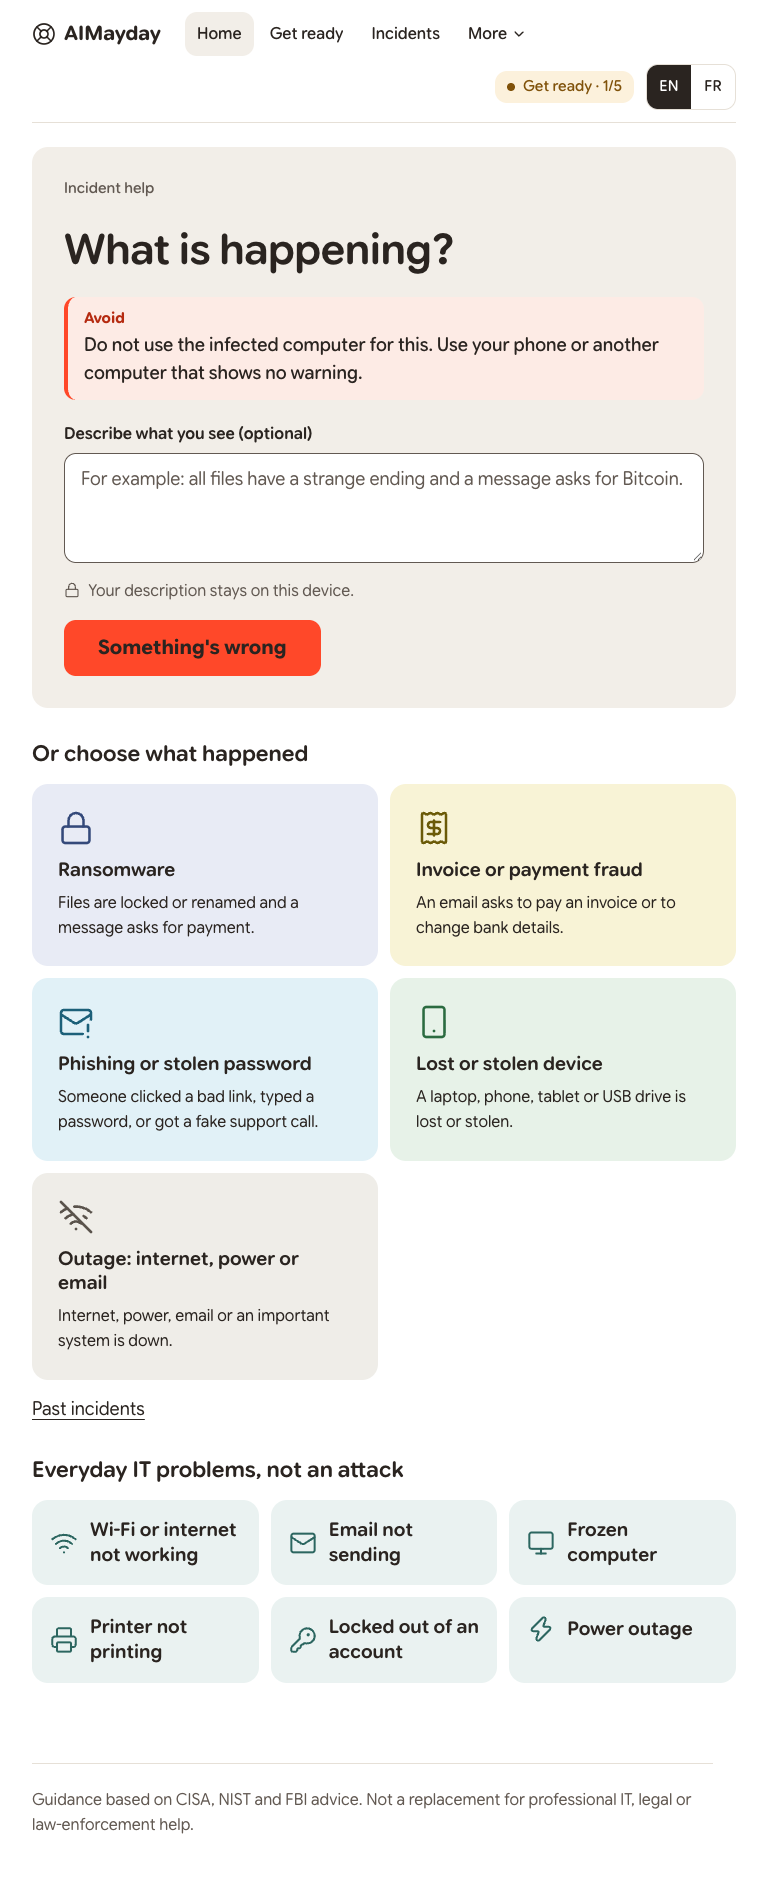 AIMayday
Home
Get ready
Incidents
More
Get ready · 1/5
EN
FR
Incident help
What is happening?
Avoid
Do not use the infected computer for this. Use your phone or another
computer that shows no warning.
Describe what you see (optional)
For example: all files have a strange ending and a message asks for Bitcoin.
Your description stays on this device.
Something's wrong
Or choose what happened
Ransomware
Files are locked or renamed and a
message asks for payment.
Invoice or payment fraud
An email asks to pay an invoice or to
change bank details.
Phishing or stolen password
Someone clicked a bad link, typed a
password, or got a fake support call.
Lost or stolen device
A laptop, phone, tablet or USB drive is
lost or stolen.
Outage: internet, power or
email
Internet, power, email or an important
system is down.
Past incidents
Everyday IT problems, not an attack
Wi-Fi or internet
not working
Email not
sending
Frozen
computer
Printer not
printing
Locked out of an
account
Power outage
Guidance based on CISA, NIST and FBI advice. Not a replacement for professional IT, legal or
law-enforcement help.